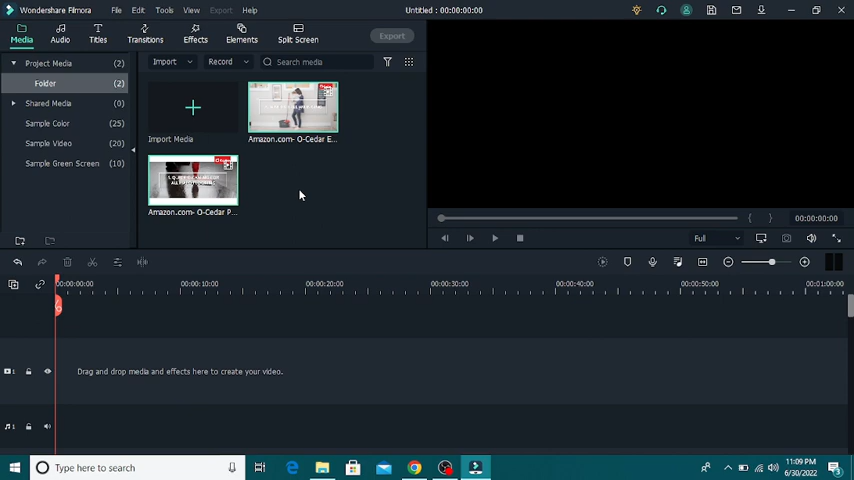 Wondershare Filmora File Edit Tools View Export Help Untitled : 00:00:00:00
Media Audio Titles Transitions Effects Elements Split Screen Export
Project Media (2) Import Record Search media
Folder (2)
Shared Media (0)
Sample Color (25)
Sample Video (20)
Sample Green Screen (10)
Import Media Amazon.com- O-Cedar E...
Amazon.com- O-Cedar P...
{ } 00:00:00:00
Full
00:00:00:00 00:00:10:00 00:00:20:00 00:00:30:00 00:00:40:00 00:00:50:00 00:01:00:00
1 Drag and drop media and effects here to create your video.
1
Type here to search
11:09 PM
6/30/2022
3